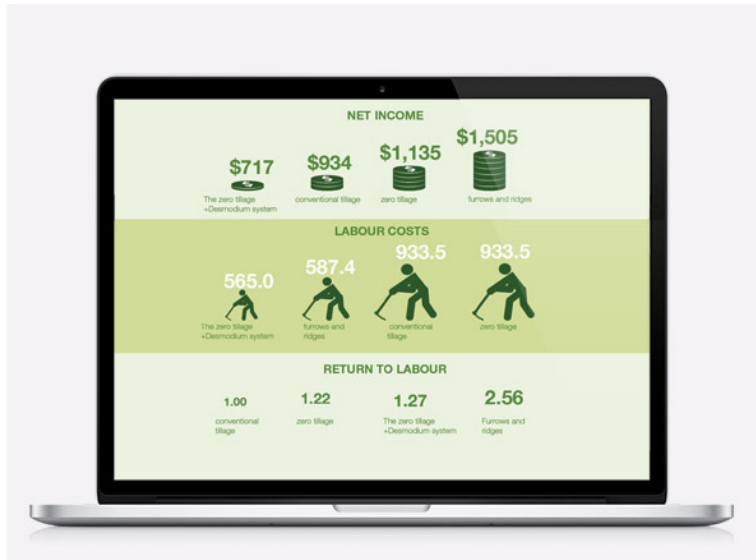 NET INCOME
$717
$934
$1,135
$1,505
The zero tillage
+Desmodium system
conventional tillage
zero tillage
furrows and ridges
LABOUR COSTS
565.0
587.4
933.5
933.5
The zero tillage
+Desmodium system
furrows and
ridges
conventional
tillage
zero tillage
RETURN TO LABOUR
1.00
1.22
1.27
2.56
conventional
tillage
zero tillage
The zero tillage
+Desmodium system
Furrows and
ridges